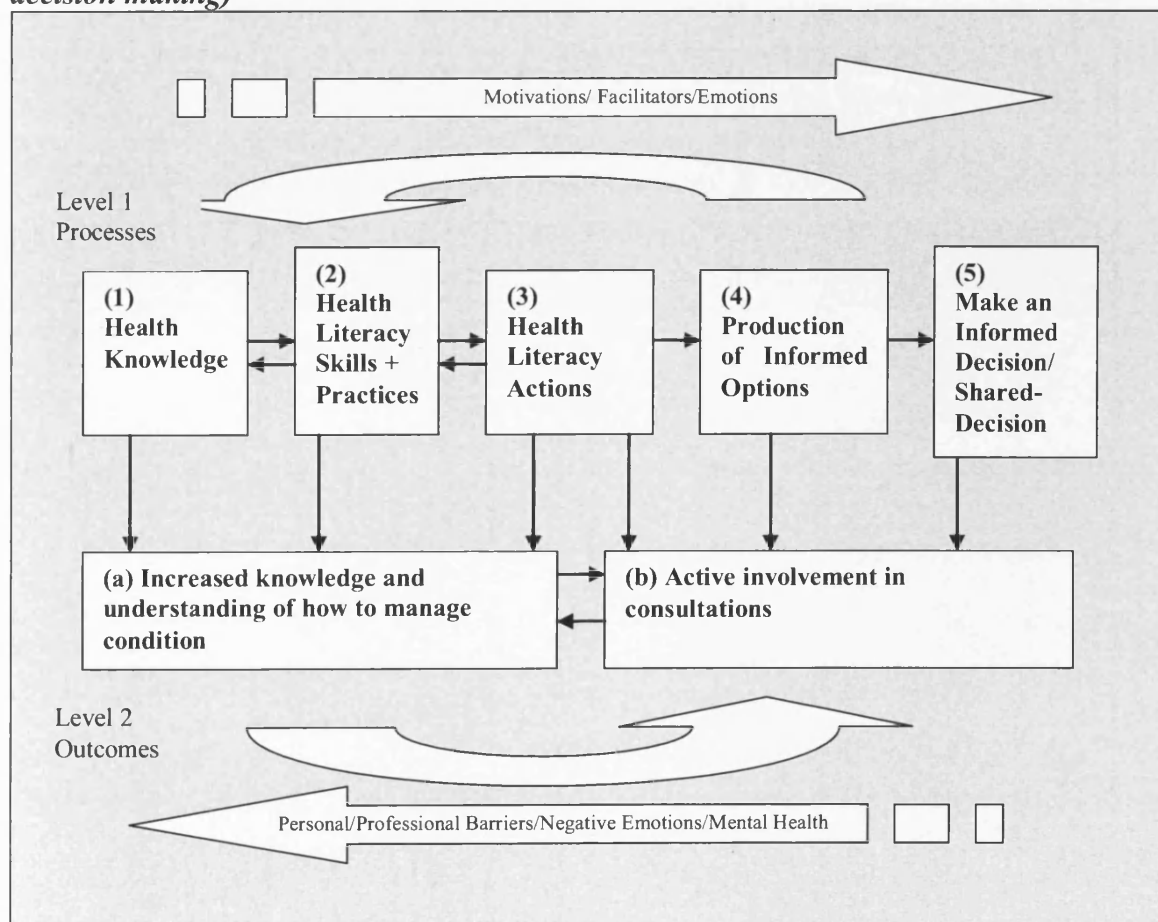 decision making)
Motivations/ Facilitators/Emotions
Level 1
Processes
(1)
Health
Knowledge
(2)
Health
Literacy
Skills +
Practices
(3)
Health
Literacy
Actions
(4)
Production
of Informed
Options
(5)
Make an
Informed
Decision/
Shared-
Decision
(a) Increased knowledge and
understanding of how to manage
condition
(b) Active involvement in
consultations
Level 2
Outcomes
Personal/Professional Barriers/Negative Emotions/Mental Health